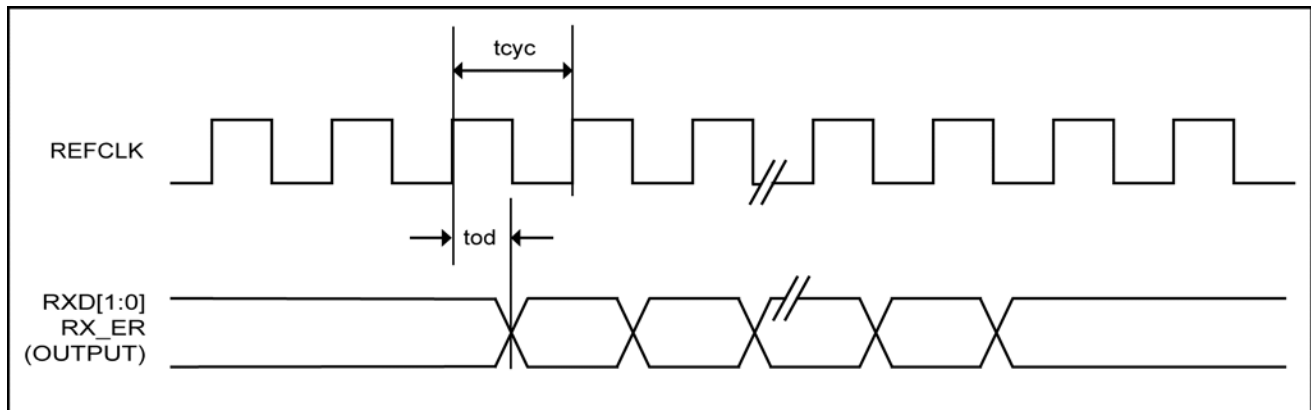 tcyc
REFCLK
tod
RXD[1:0]
RX_ER
(OUTPUT)